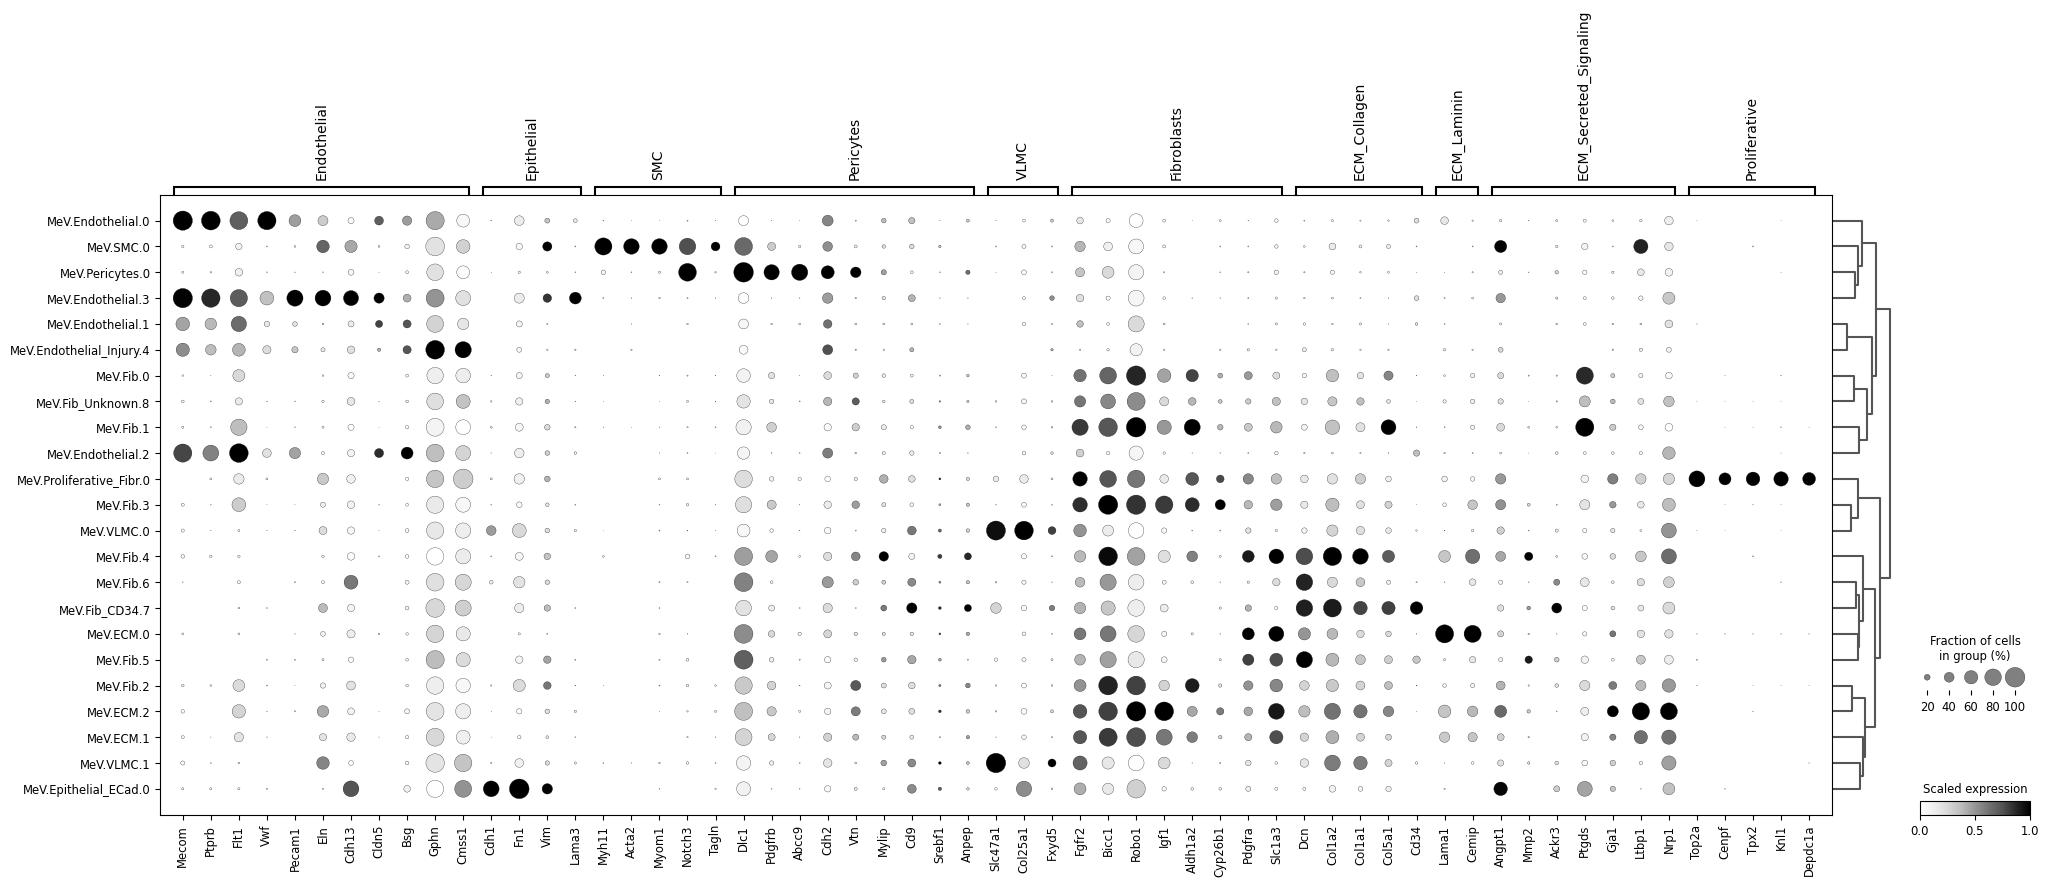 Endothelial
Epithelial
SMC
Pericytes
VLMC
Fibroblasts
ECM_Collagen
ECM_Laminin
ECM_Secreted_Signaling
Proliferative
MeV.Endothelial.0
MeV.SMC.0
MeV.Pericytes.0
MeV.Endothelial.3
MeV.Endothelial.1
MeV.Endothelial_Injury.4
MeV.Fib.0
MeV.Fib_Unknown.8
MeV.Fib.1
MeV.Endothelial.2
MeV.Proliferative_Fibr.0
MeV.Fib.3
MeV.VLMC.0
MeV.Fib.4
MeV.Fib.6
MeV.Fib_CD34.7
MeV.ECM.0
MeV.Fib.5
MeV.Fib.2
MeV.ECM.2
MeV.ECM.1
MeV.VLMC.1
MeV.Epithelial_ECad.0
Mecom
Ptprb
Flt1
Vwf
Pecam1
Eln
Cdh13
Cldn5
Bsg
Gphn
Cmss1
Cdh1
Fn1
Vim
Lama3
Myh11
Acta2
Myom1
Notch3
Tagln
Dlc1
Pdgfrb
Abcc9
Cdh2
Vtn
Mylip
Cd9
Srebf1
Anpep
Slc47a1
Col25a1
Fxyd5
Fgfr2
Bicc1
Robo1
Igf1
Aldh1a2
Cyp26b1
Pdgfra
Slc1a3
Dcn
Col1a2
Col1a1
Col5a1
Cd34
Lama1
Cemip
Angpt1
Mmp2
Ackr3
Ptgds
Gja1
Ltbp1
Nrp1
Top2a
Cenpf
Tpx2
Knl1
Depdc1a
Fraction of cells
in group (%)
20 40 60 80 100
Scaled expression
0.0 0.5 1.0